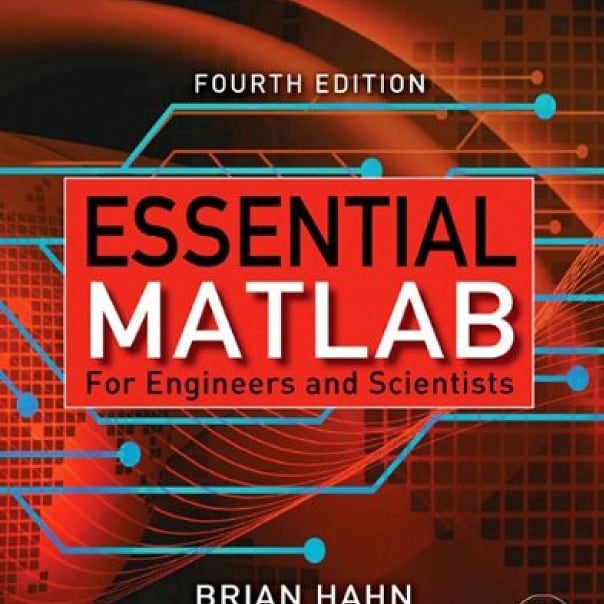 FOURTH EDITION
ESSENTIAL
MATLAB
For Engineers and Scientists
BRIAN HAHN